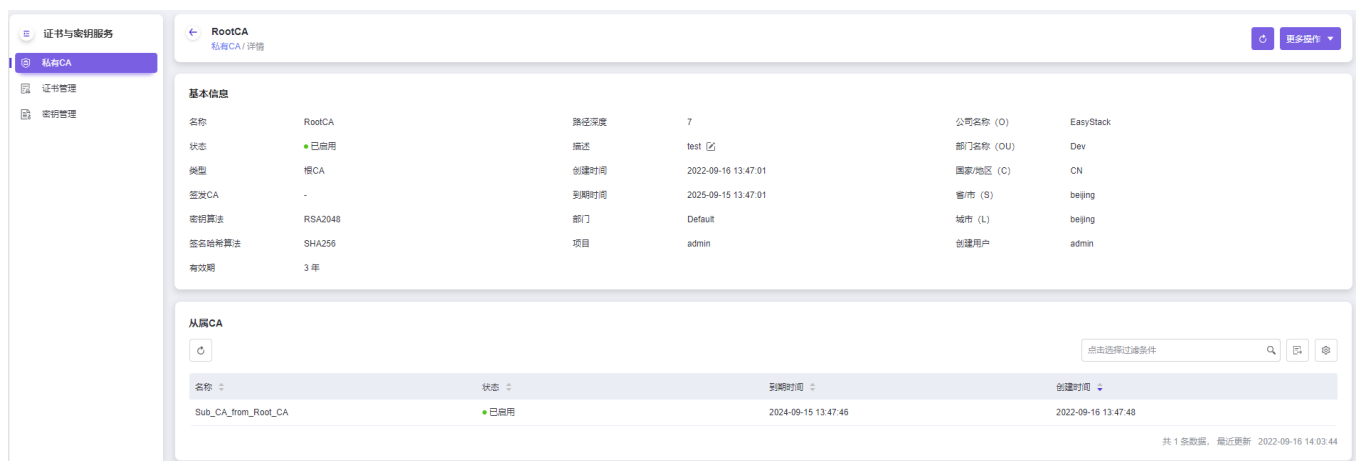 证书与密钥服务
私有CA
证书管理
密钥管理
RootCA
私有CA / 详情
更多操作
基本信息
名称 RootCA 路径深度 7 公司名称（O） EasyStack
状态 已启用 描述 test 部门名称（OU） Dev
类型 根CA 创建时间 2022-09-16 13:47:01 国家/地区（C） CN
签发CA - 到期时间 2025-09-15 13:47:01 省/市（S） beijing
密钥算法 RSA2048 部门 Default 城市（L） beijing
签名哈希算法 SHA256 项目 admin 创建用户 admin
有效期 3 年
从属CA
点击选择过滤条件
名称 状态 到期时间 创建时间
Sub_CA_from_Root_CA 已启用 2024-09-15 13:47:46 2022-09-16 13:47:48
共 1 条数据， 最近更新 2022-09-16 14:03:44